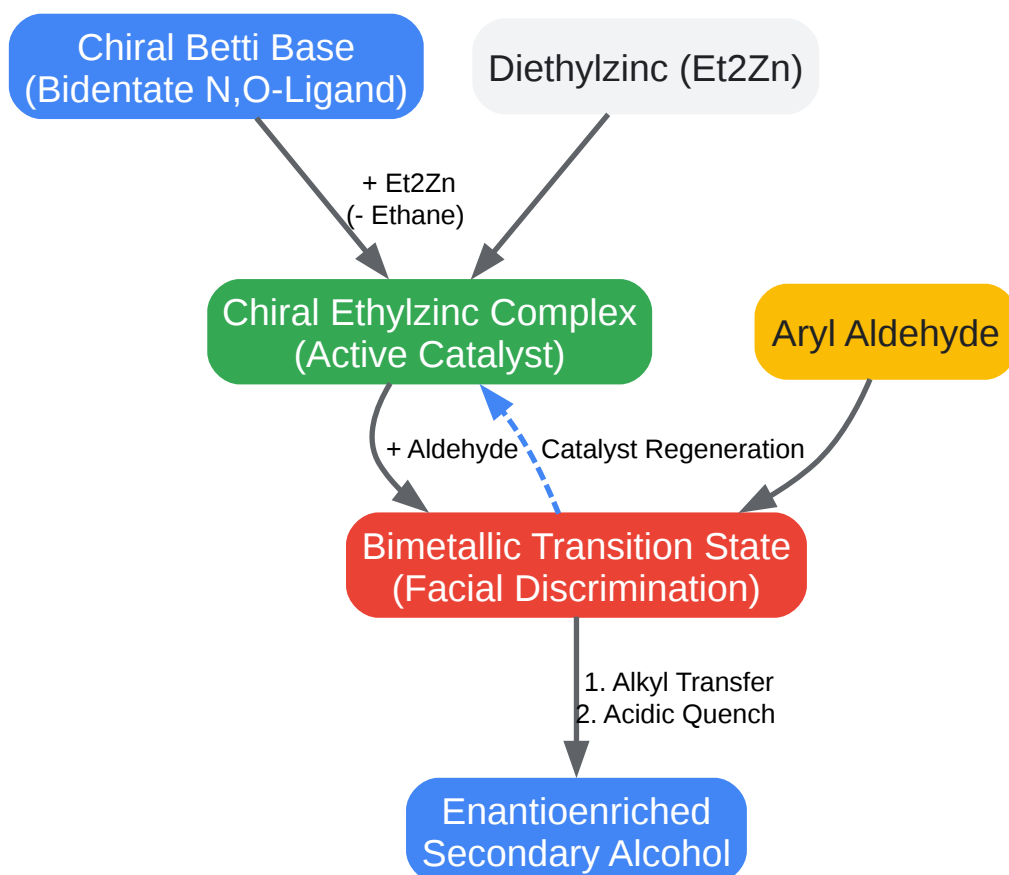 Chiral Betti Base
(Bidentate N,O-Ligand)
Diethylzinc (Et2Zn)
+ Et2Zn
(- Ethane)
Chiral Ethylzinc Complex
(Active Catalyst)
Aryl Aldehyde
+ Aldehyde
Catalyst Regeneration
Bimetallic Transition State
(Facial Discrimination)
1. Alkyl Transfer
2. Acidic Quench
Enantioenriched
Secondary Alcohol